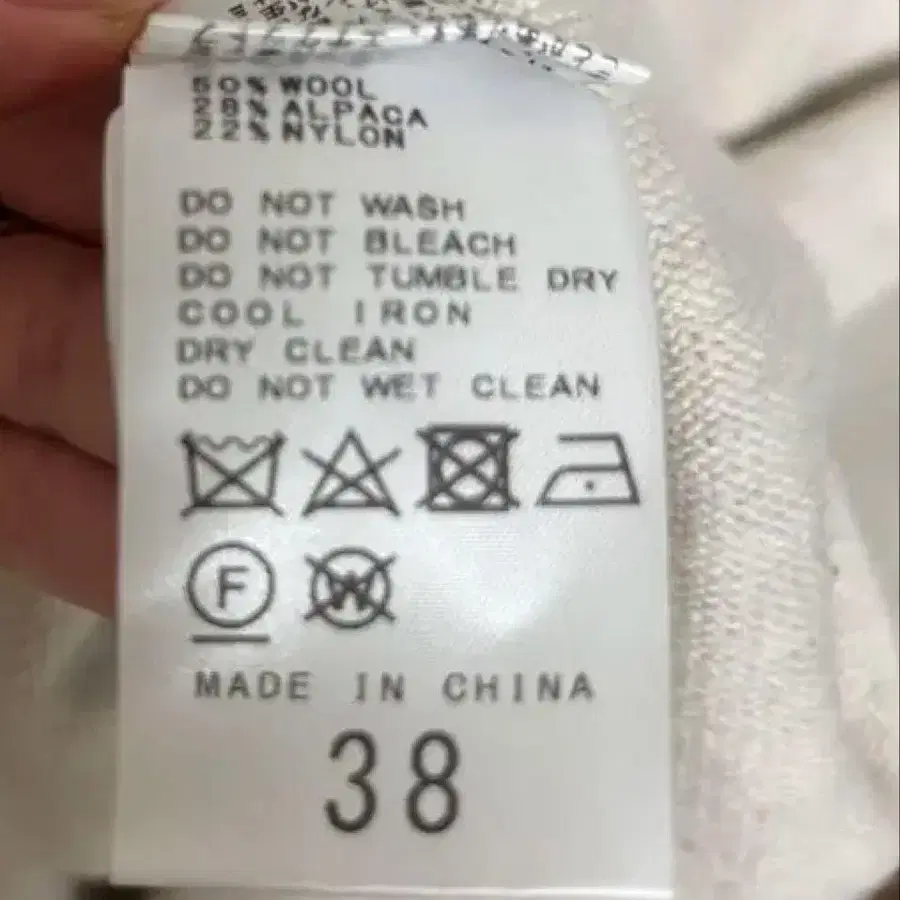 50% WOOL
28% ALPACA
22% NYLON
DO NOT WASH
DO NOT BLEACH
DO NOT TUMBLE DRY
COOL IRON
DRY CLEAN
DO NOT WET CLEAN
F W
MADE IN CHINA
38